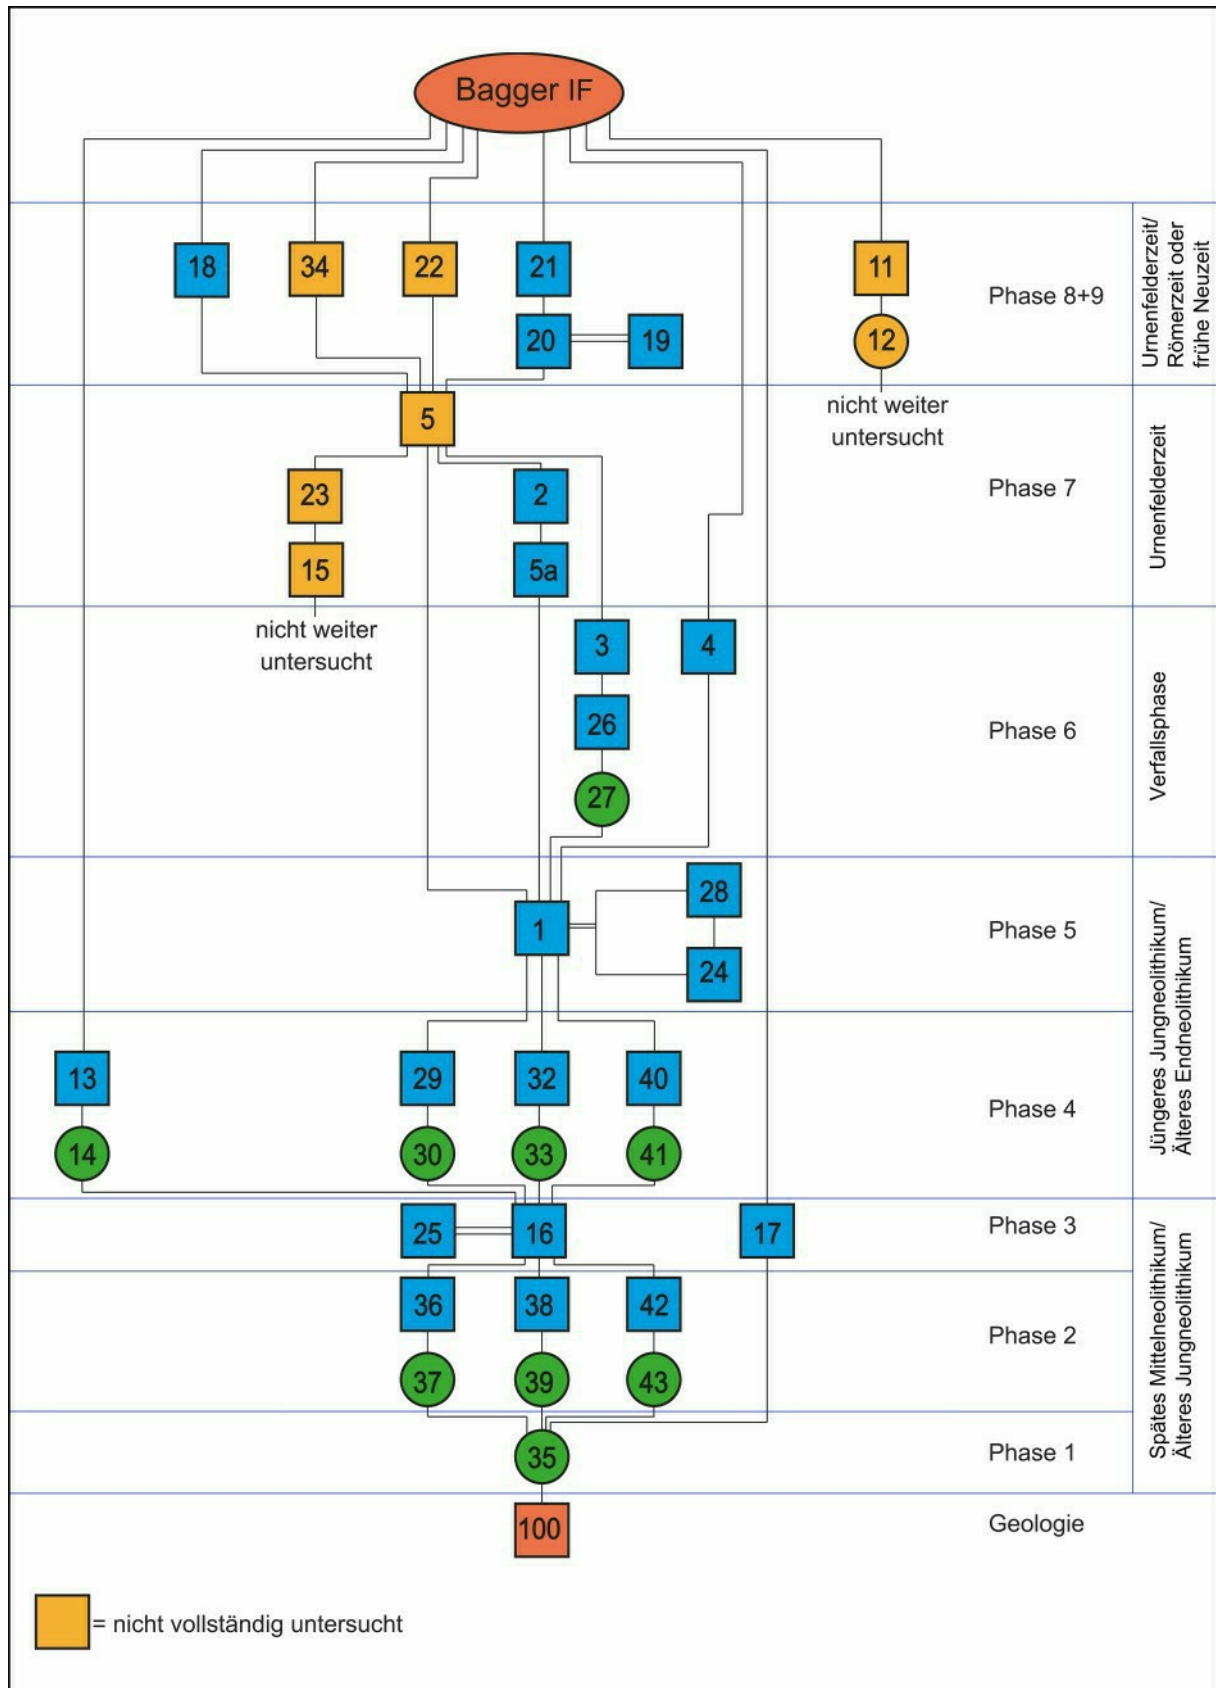 Bagger IF
18
34
22
21
11
20
19
12
Phase 8+9
Urnenfelderzeit/
Römerzeit oder
frühe Neuzeit
nicht weiter
untersucht
5
23
2
15
5a
Phase 7
Urnenfelderzeit
nicht weiter
untersucht
3
4
26
27
Phase 6
Verfallsphase
28
1
24
Phase 5
13
29
32
40
14
30
33
41
Phase 4
Jüngeres Jungneolithikum/
Älteres Endneolithikum
25
16
17
Phase 3
36
38
42
37
39
43
Phase 2
35
Phase 1
Spätes Mittelneolithikum/
Älteres Jungneolithikum
100
Geologie
= nicht vollständig untersucht